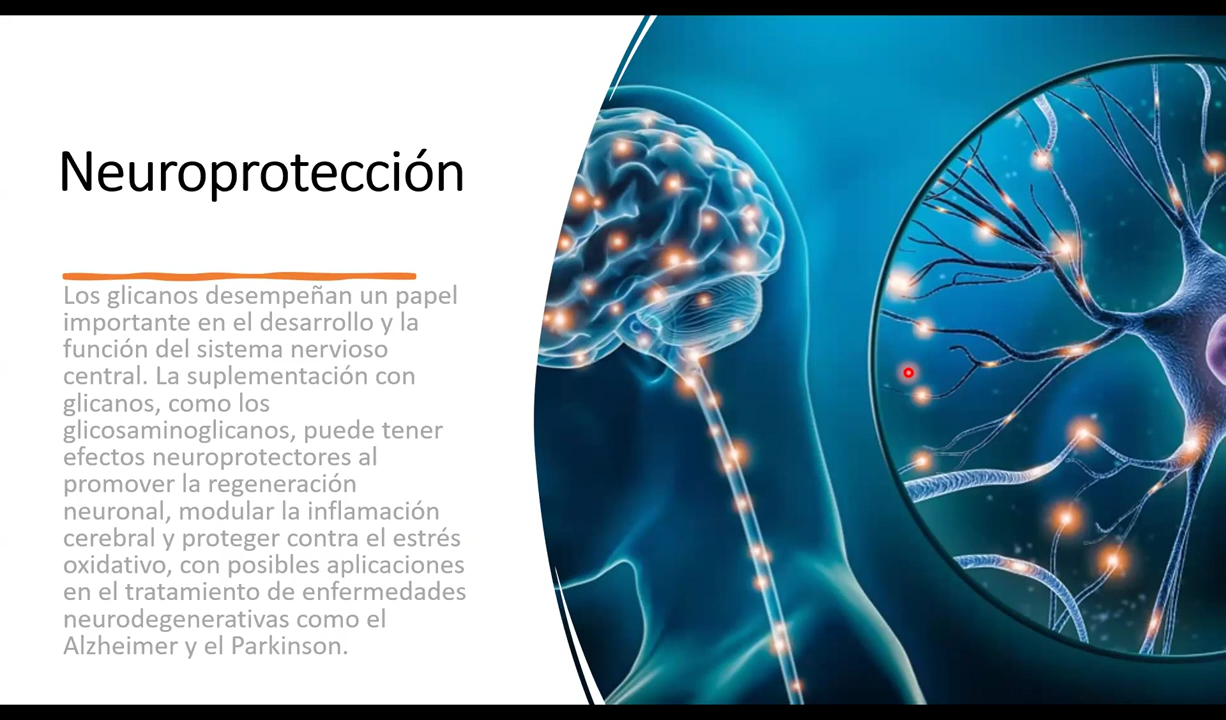 Neuroprotección
Los glicanos desempeñan un papel
importante en el desarrollo y la
función del sistema nervioso
central. La suplementación con
glicanos, como los
glicosaminoglicanos, puede tener
efectos neuroprotectores al
promover la regeneración
neuronal, modular la inflamación
cerebral y proteger contra el estrés
oxidativo, con posibles aplicaciones
en el tratamiento de enfermedades
neurodegenerativas como el
Alzheimer y el Parkinson.